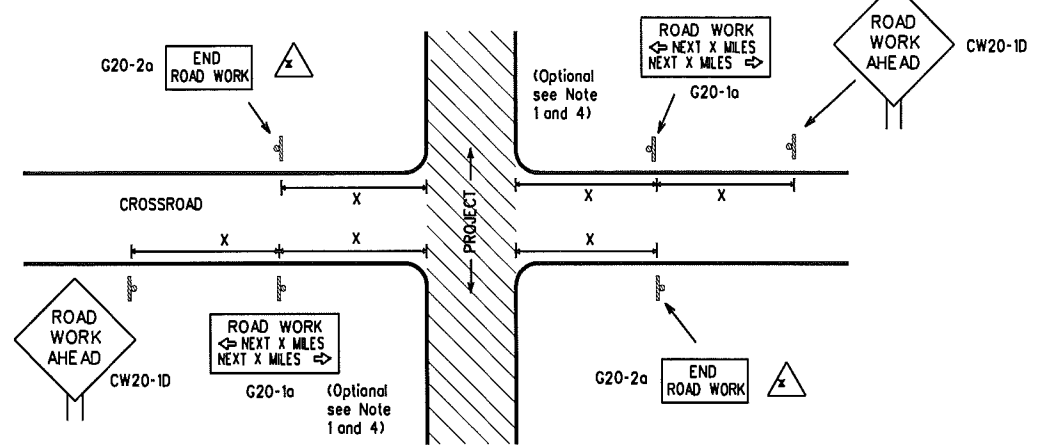 G20-2a
END
ROAD WORK
x
ROAD WORK
⇦ NEXT X MILES
NEXT X MILES ⇨
G20-1a
(Optional
see Note
1 and 4)
ROAD
WORK
AHEAD
CW20-1D
X
X
X
CROSSROAD
PROJECT
X
X
X
ROAD
WORK
AHEAD
CW20-1D
ROAD WORK
⇦ NEXT X MILES
NEXT X MILES ⇨
G20-1a
(Optional
see Note
1 and 4)
G20-2a
END
ROAD WORK
x